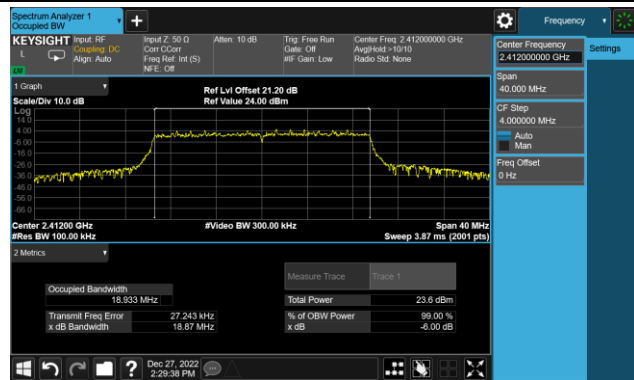 Spectrum Analyzer 1
Occupied BW
Frequency
KEYSIGHT
L
Input: RF
Coupling: DC
Align: Auto
Input Z: 50 Ω
Corr CCorr
Freq Ref: Int (S)
NFE: Off
Atten: 10 dB
Trig: Free Run
Gate: Off
#IF Gain: Low
Center Freq: 2.412000000 GHz
Avg|Hold:>10/10
Radio Std: None
LNI
1 Graph
Scale/Div 10.0 dB
Ref Lvl Offset 21.20 dB
Ref Value 24.00 dBm
Log
14.0
4.00
-6.00
-16.0
-26.0
-36.0
-46.0
-56.0
-66.0
Center 2.41200 GHz
#Res BW 100.00 kHz
#Video BW 300.00 kHz
Span 40 MHz
Sweep 3.87 ms (2001 pts)
2 Metrics
Measure Trace
Trace 1
Occupied Bandwidth
18.933 MHz
Total Power
23.6 dBm
Transmit Freq Error
27.243 kHz
% of OBW Power
99.00 %
x dB Bandwidth
18.87 MHz
x dB
-6.00 dB
Center Frequency
2.412000000 GHz
Settings
Span
40.000 MHz
CF Step
4.000000 MHz
Auto
Man
Freq Offset
0 Hz
?
Dec 27, 2022
2:29:38 PM